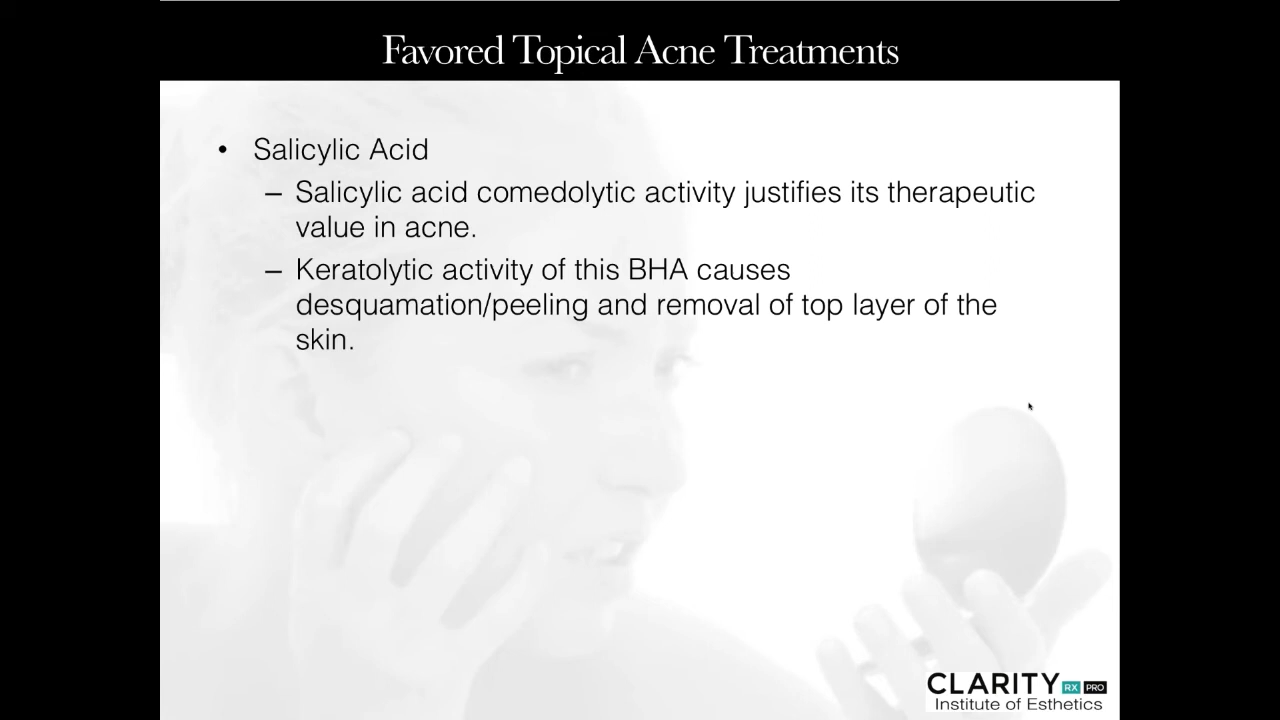 Favored Topical Acne Treatments
• Salicylic Acid
– Salicylic acid comedolytic activity justifies its therapeutic
value in acne.
– Keratolytic activity of this BHA causes
desquamation/peeling and removal of top layer of the
skin.
CLARITY RX PRO
Institute of Esthetics